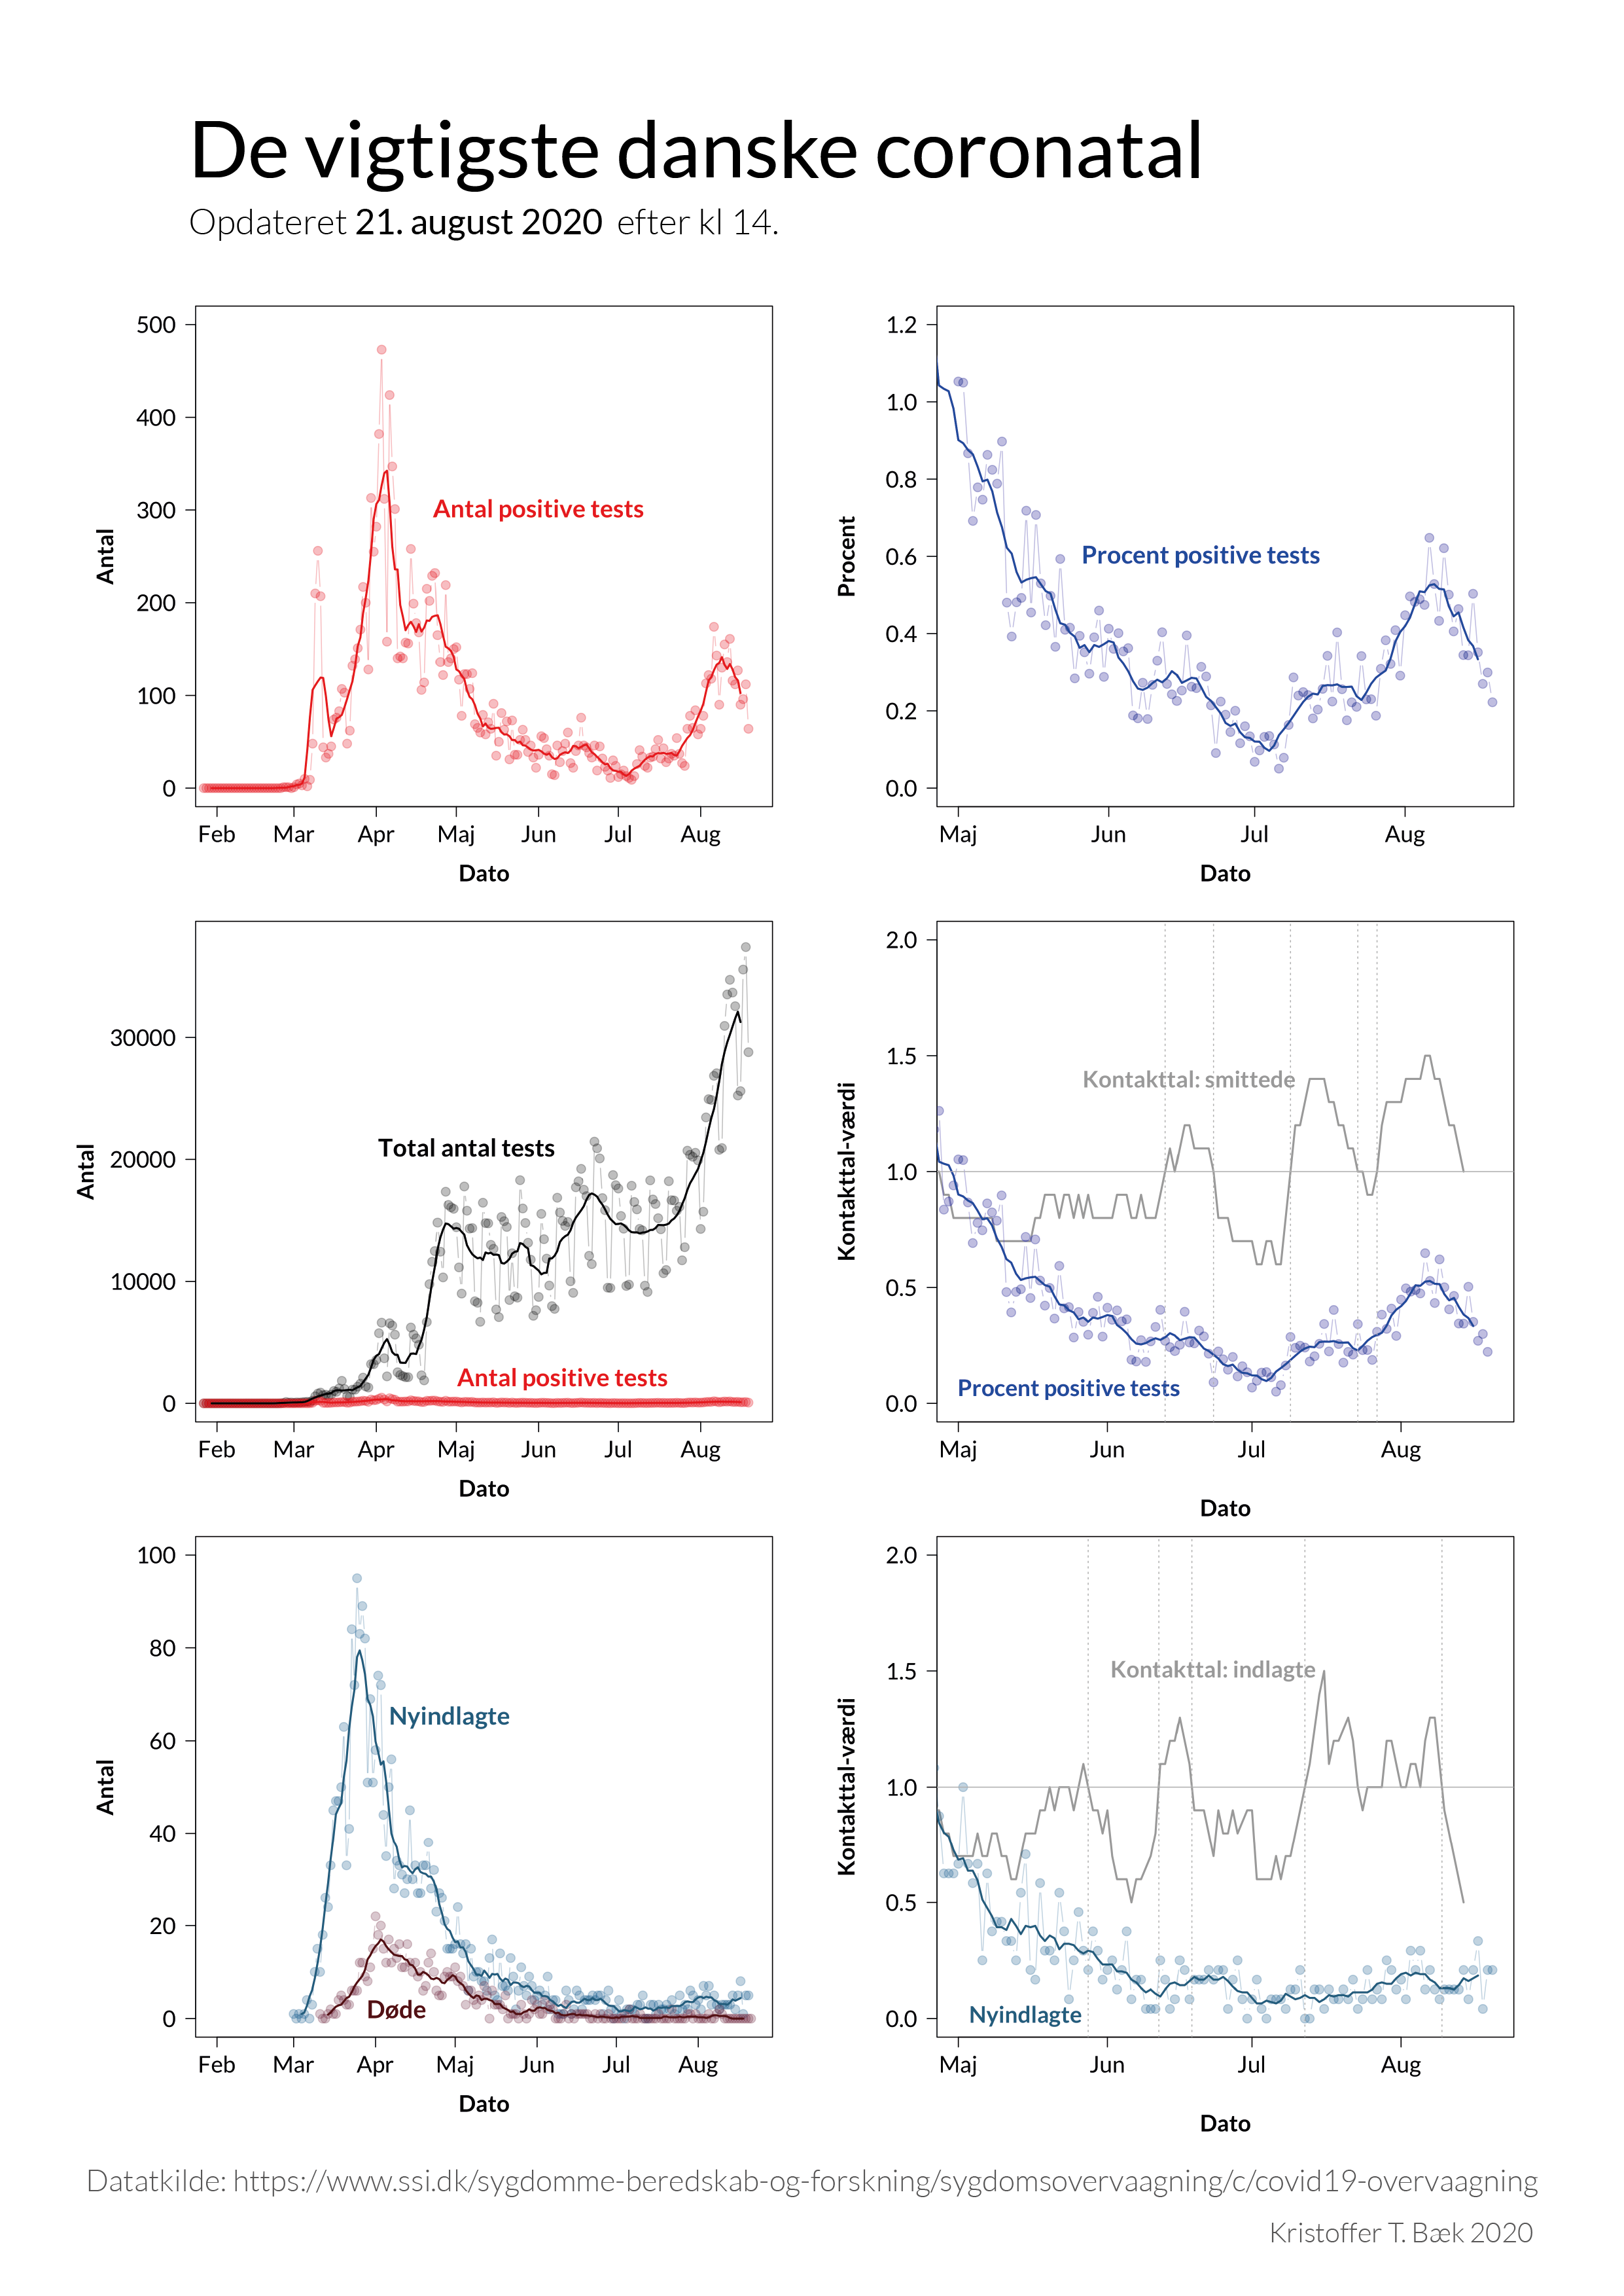 De vigtigste danske coronatal
Opdateret 21. august 2020 efter kl 14.
500
400
300
200
100
0
Antal
Antal positive tests
Feb Mar Apr Maj Jun Jul Aug
Dato
1.2
1.0
0.8
0.6
0.4
0.2
0.0
Procent
Procent positive tests
Maj Jun Jul Aug
Dato
30000
20000
10000
0
Antal
Total antal tests
Antal positive tests
Feb Mar Apr Maj Jun Jul Aug
Dato
2.0
1.5
1.0
0.5
0.0
Kontakttal-værdi
Kontakttal: smittede
Procent positive tests
Maj Jun Jul Aug
Dato
100
80
60
40
20
0
Antal
Nyindlagte
Døde
Feb Mar Apr Maj Jun Jul Aug
Dato
2.0
1.5
1.0
0.5
0.0
Kontakttal-værdi
Kontakttal: indlagte
Nyindlagte
Maj Jun Jul Aug
Dato
Datatkilde: https://www.ssi.dk/sygdomme-beredskab-og-forskning/sygdomsovervaagning/c/covid19-overvaagning
Kristoffer T. Bæk 2020